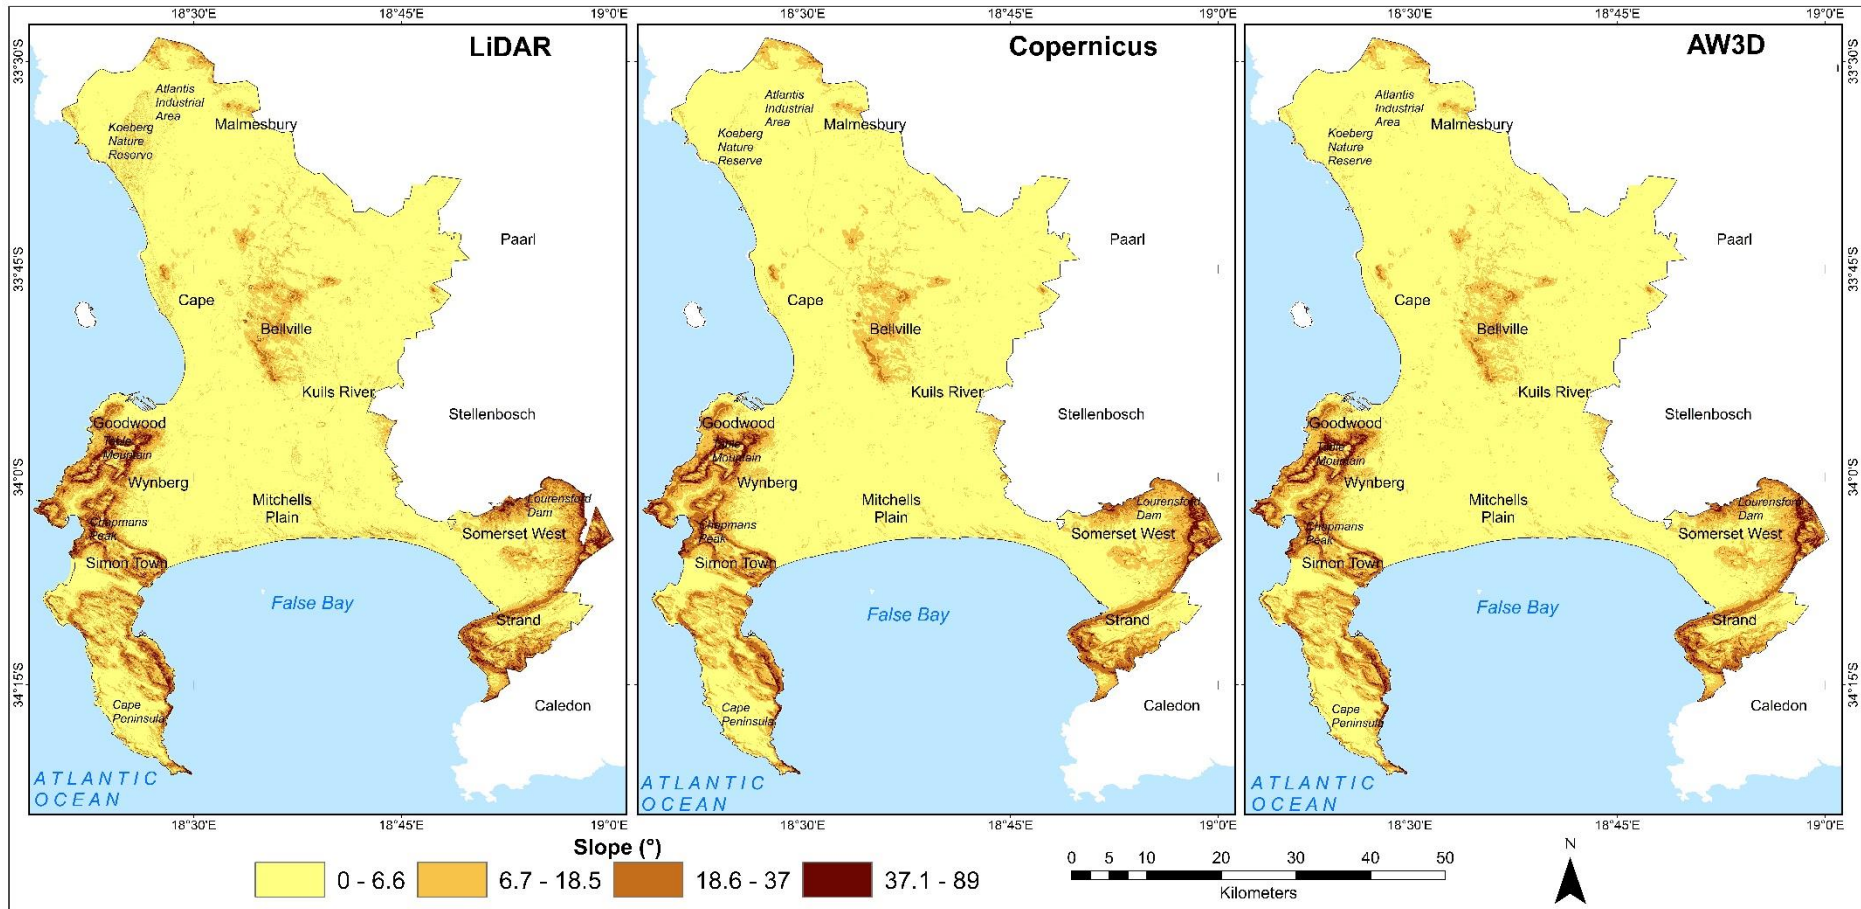 18°30'E 18°45'E 19°0'E 18°30'E 18°45'E 19°0'E 18°30'E 18°45'E 19°0'E
LiDAR
33°30'S
33°45'S
34°0'S
34°15'S
Atlantis
Industrial
Area
Malmesbury
Koeberg
Nature
Reserve
Paarl
Cape
Bellville
Kuils River
Stellenbosch
Goodwood
Table
Mountain
Wynberg
Mitchells
Plain
Lourensford
Dam
Somerset West
Chapmans
Peak
Simon Town
False Bay
Strand
Cape
Peninsula
Caledon
ATLANTIC
OCEAN
Copernicus
Atlantis
Industrial
Area
Malmesbury
Koeberg
Nature
Reserve
Paarl
Cape
Bellville
Kuils River
Stellenbosch
Goodwood
Table
Mountain
Wynberg
Mitchells
Plain
Lourensford
Dam
Somerset West
Chapmans
Peak
Simon Town
False Bay
Strand
Cape
Peninsula
Caledon
ATLANTIC
OCEAN
AW3D
Atlantis
Industrial
Area
Malmesbury
Koeberg
Nature
Reserve
Paarl
Cape
Bellville
Kuils River
Stellenbosch
Goodwood
Table
Mountain
Wynberg
Mitchells
Plain
Lourensford
Dam
Somerset West
Chapmans
Peak
Simon Town
False Bay
Strand
Cape
Peninsula
Caledon
ATLANTIC
OCEAN
33°30'S
33°45'S
34°0'S
34°15'S
18°30'E 18°45'E 19°0'E 18°30'E 18°45'E 19°0'E 18°30'E 18°45'E 19°0'E
Slope (°)
0 - 6.6 6.7 - 18.5 18.6 - 37 37.1 - 89
0 5 10 20 30 40 50
Kilometers
N